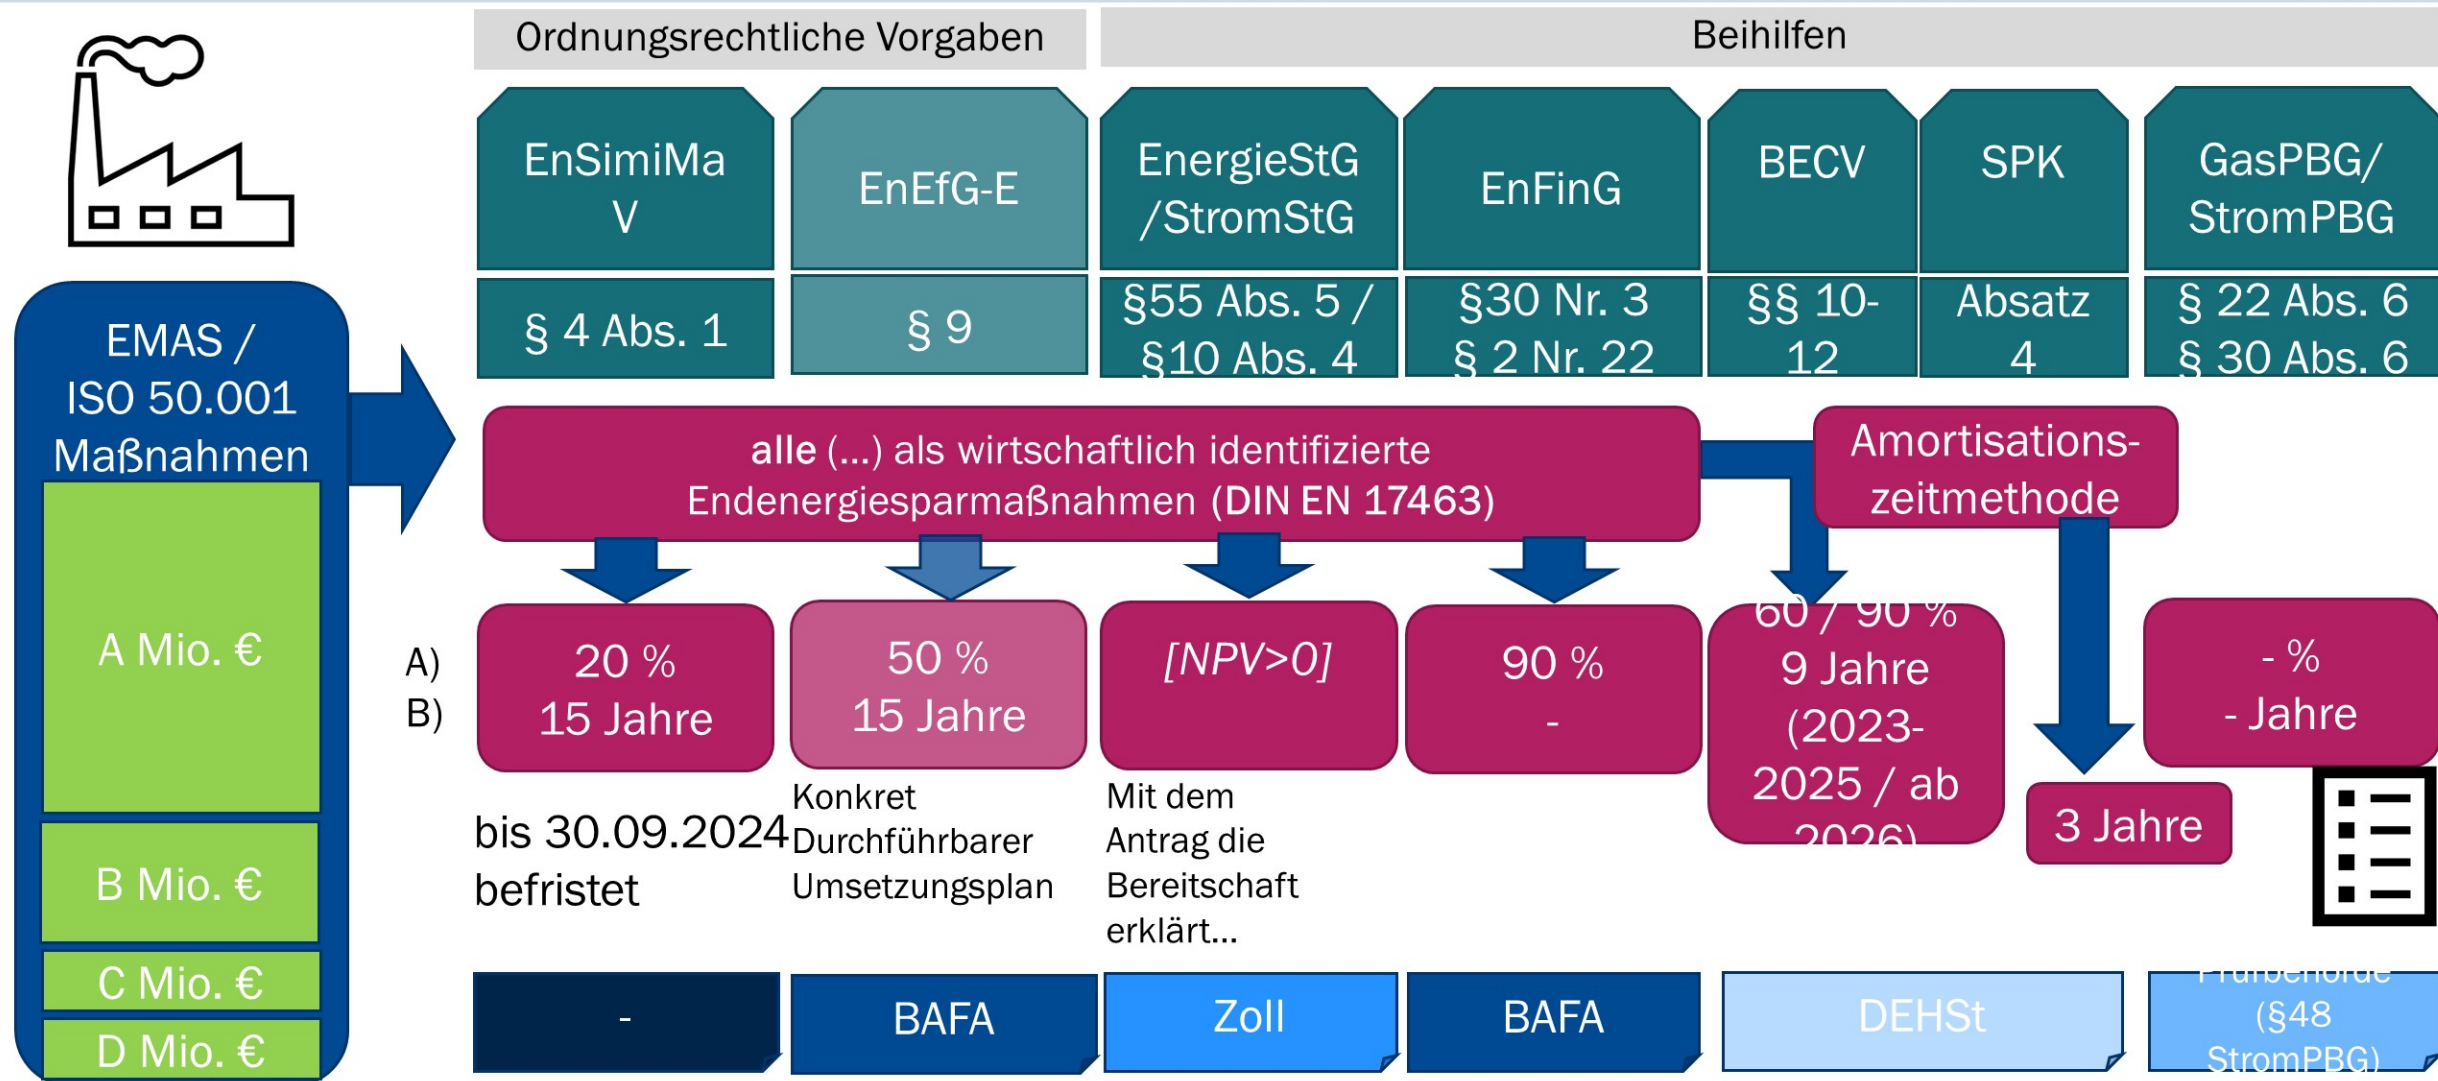 Ordnungsrechtliche Vorgaben
Beihilfen
EnSimiMa
V
EnEfG-E
EnergieStG
/StromStG
EnFinG
BECV
SPK
GasPBG/
StromPBG
§ 4 Abs. 1
§ 9
§55 Abs. 5 /
§10 Abs. 4
§30 Nr. 3
§ 2 Nr. 22
§§ 10-
12
Absatz
4
§ 22 Abs. 6
§ 30 Abs. 6
EMAS /
ISO 50.001
Maßnahmen
A Mio. €
B Mio. €
C Mio. €
D Mio. €
alle (...) als wirtschaftlich identifizierte
Endenergiesparmaßnahmen (DIN EN 17463)
Amortisations-
zeitmethode
A)
B)
20 %
15 Jahre
50 %
15 Jahre
[NPV>0]
90 %
-
60 / 90 %
9 Jahre
(2023-
2025 / ab
2026)
3 Jahre
- %
- Jahre
bis 30.09.2024
befristet
Konkret
Durchführbarer
Umsetzungsplan
Mit dem
Antrag die
Bereitschaft
erklärt...
-
BAFA
Zoll
BAFA
DEHSt
Prüfbehörde
(§48
StromPBG)